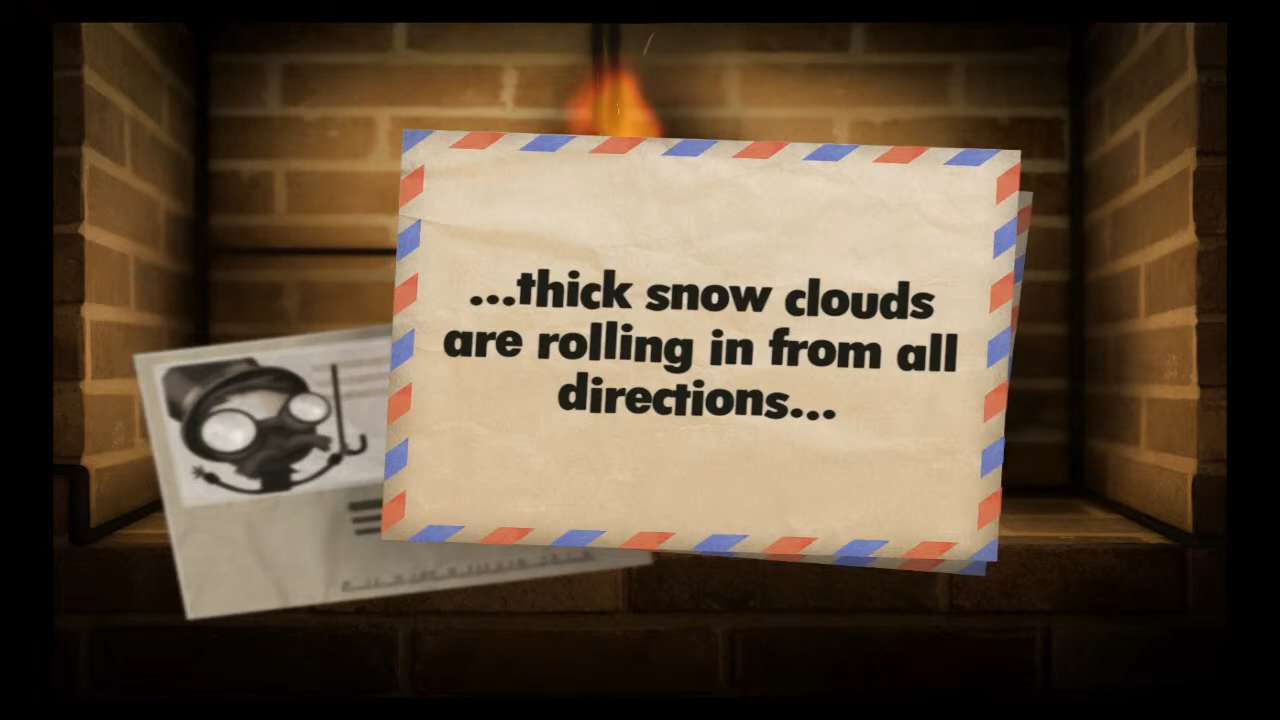 ...thick snow clouds
are rolling in from all
directions...